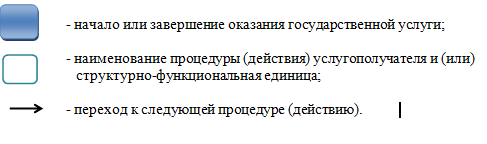 - начало или завершение оказания государственной услуги;
- наименование процедуры (действия) услугополучателя и (или)
структурно-функциональная единица;
- переход к следующей процедуре (действию).